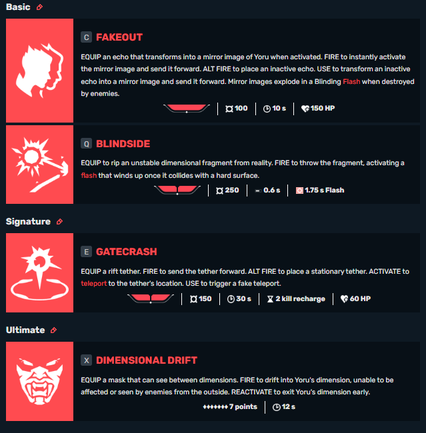 Basic
C FAKEOUT
EQUIP an echo that transforms into a mirror image of Yoru when activated. FIRE to instantly activate
the mirror image and send it forward. ALT FIRE to place an inactive echo. USE to transform an inactive
echo into a mirror image and send it forward. Mirror images explode in a Blinding Flash when destroyed
by enemies.
100 10 s 150 HP
Q BLINDSIDE
EQUIP to rip an unstable dimensional fragment from reality. FIRE to throw the fragment, activating a
flash that winds up once it collides with a hard surface.
250 0.6 s 1.75 s Flash
Signature
E GATECRASH
EQUIP a rift tether. FIRE to send the tether forward. ALT FIRE to place a stationary tether. ACTIVATE to
teleport to the tether's location. USE to trigger a fake teleport.
150 30 s 2 kill recharge 60 HP
Ultimate
X DIMENSIONAL DRIFT
EQUIP a mask that can see between dimensions. FIRE to drift into Yoru's dimension, unable to be
affected or seen by enemies from the outside. REACTIVATE to exit Yoru's dimension early.
7 points 12 s